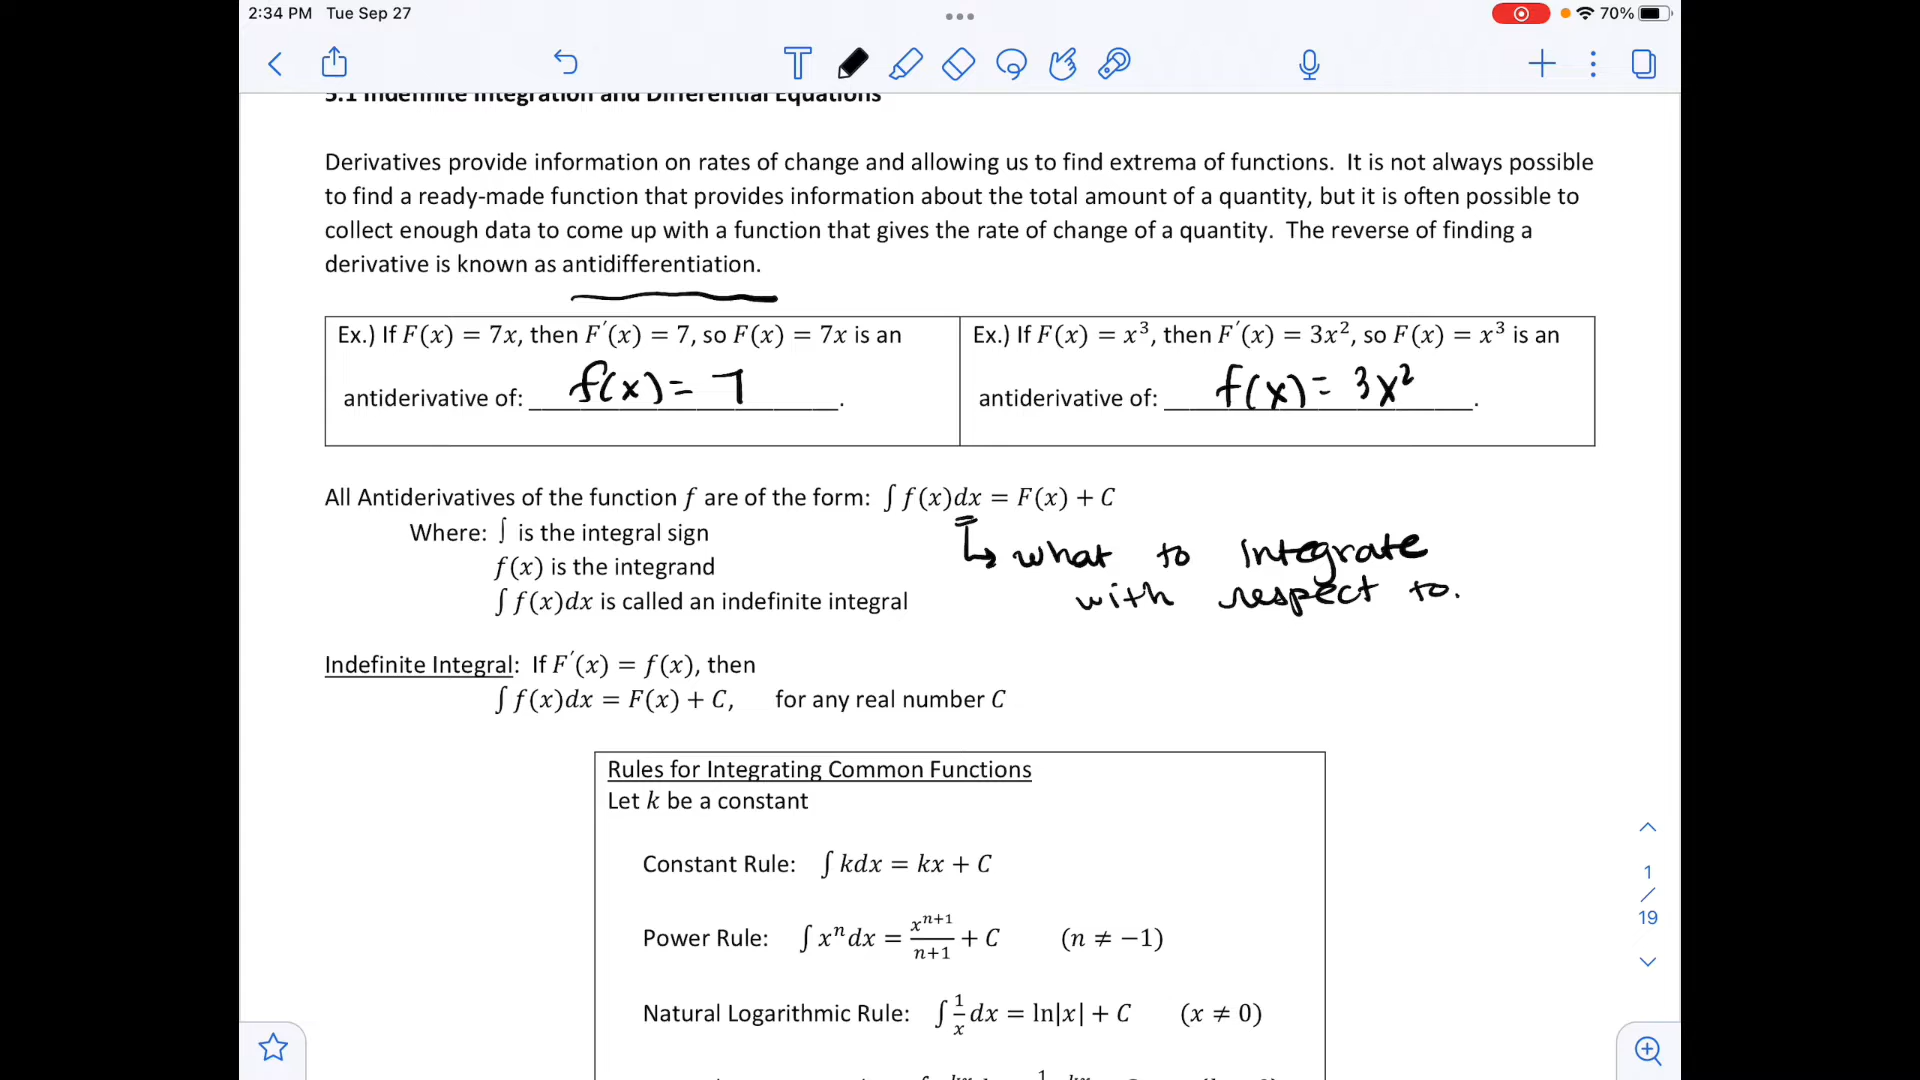 2:34 PM Tue Sep 27
70%
5.1 Indefinite Integration and Differential Equations
Derivatives provide information on rates of change and allowing us to find extrema of functions. It is not always possible
to find a ready-made function that provides information about the total amount of a quantity, but it is often possible to
collect enough data to come up with a function that gives the rate of change of a quantity. The reverse of finding a
derivative is known as antidifferentiation.
Ex.) If F(x) = 7x, then F′(x) = 7, so F(x) = 7x is an
antiderivative of: f(x) = 7.
Ex.) If F(x) = x³, then F′(x) = 3x², so F(x) = x³ is an
antiderivative of: f(x) = 3x².
All Antiderivatives of the function f are of the form: ∫ f(x)dx = F(x) + C
Where: ∫ is the integral sign
f(x) is the integrand
∫ f(x)dx is called an indefinite integral
↳ what to integrate
with respect to.
Indefinite Integral: If F′(x) = f(x), then
∫ f(x)dx = F(x) + C, for any real number C
Rules for Integrating Common Functions
Let k be a constant
Constant Rule: ∫ kdx = kx + C
Power Rule: ∫ xⁿdx = xⁿ⁺¹/n+1 + C (n ≠ −1)
Natural Logarithmic Rule: ∫ 1/x dx = ln|x| + C (x ≠ 0)
1
/
19